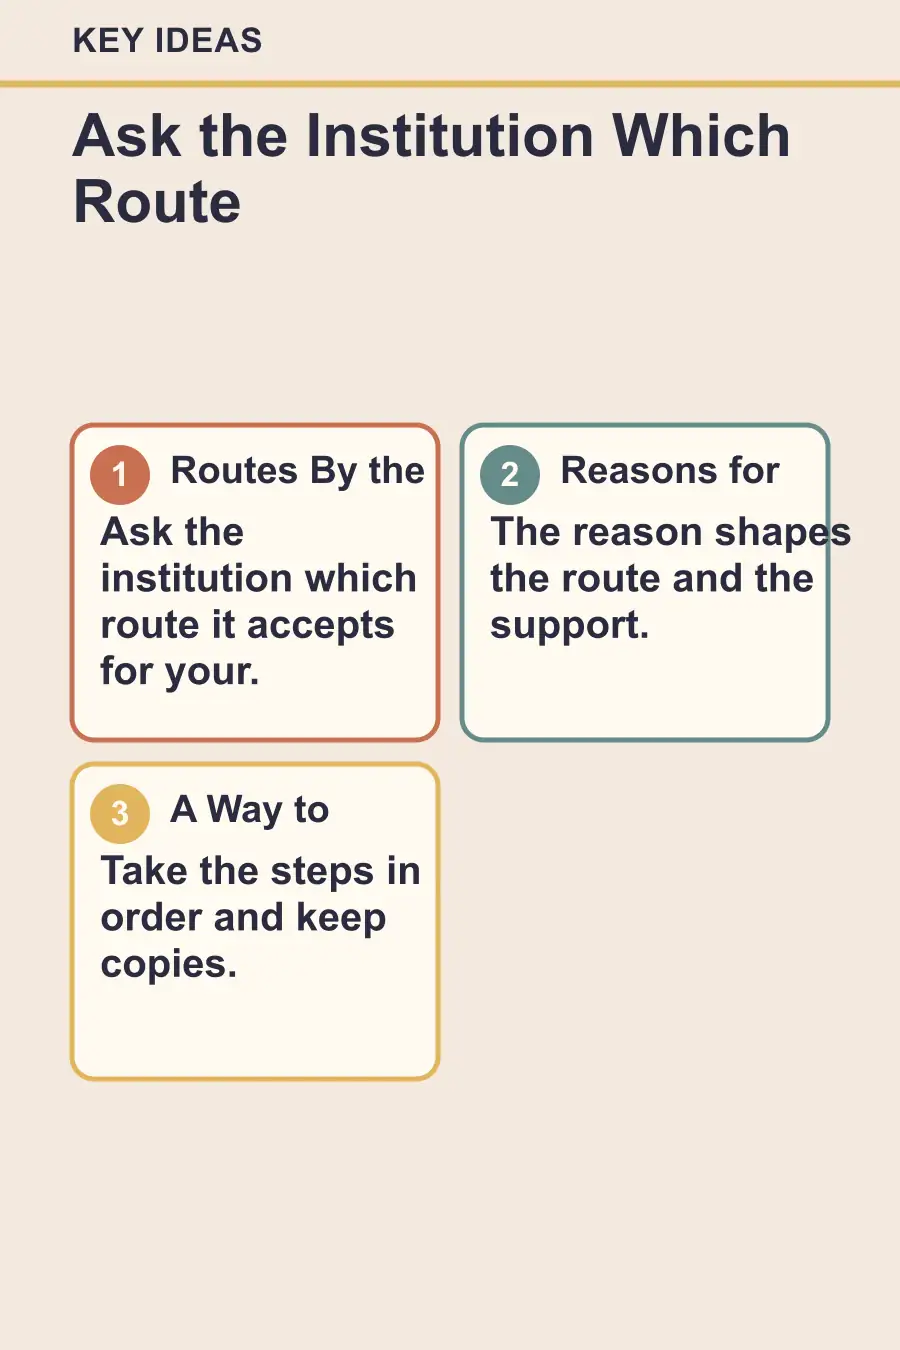 KEY IDEAS
Ask the Institution Which
Route
1 Routes By the
Ask the
institution which
route it accepts
for your.
2 Reasons for
The reason shapes
the route and the
support.
3 A Way to
Take the steps in
order and keep
copies.